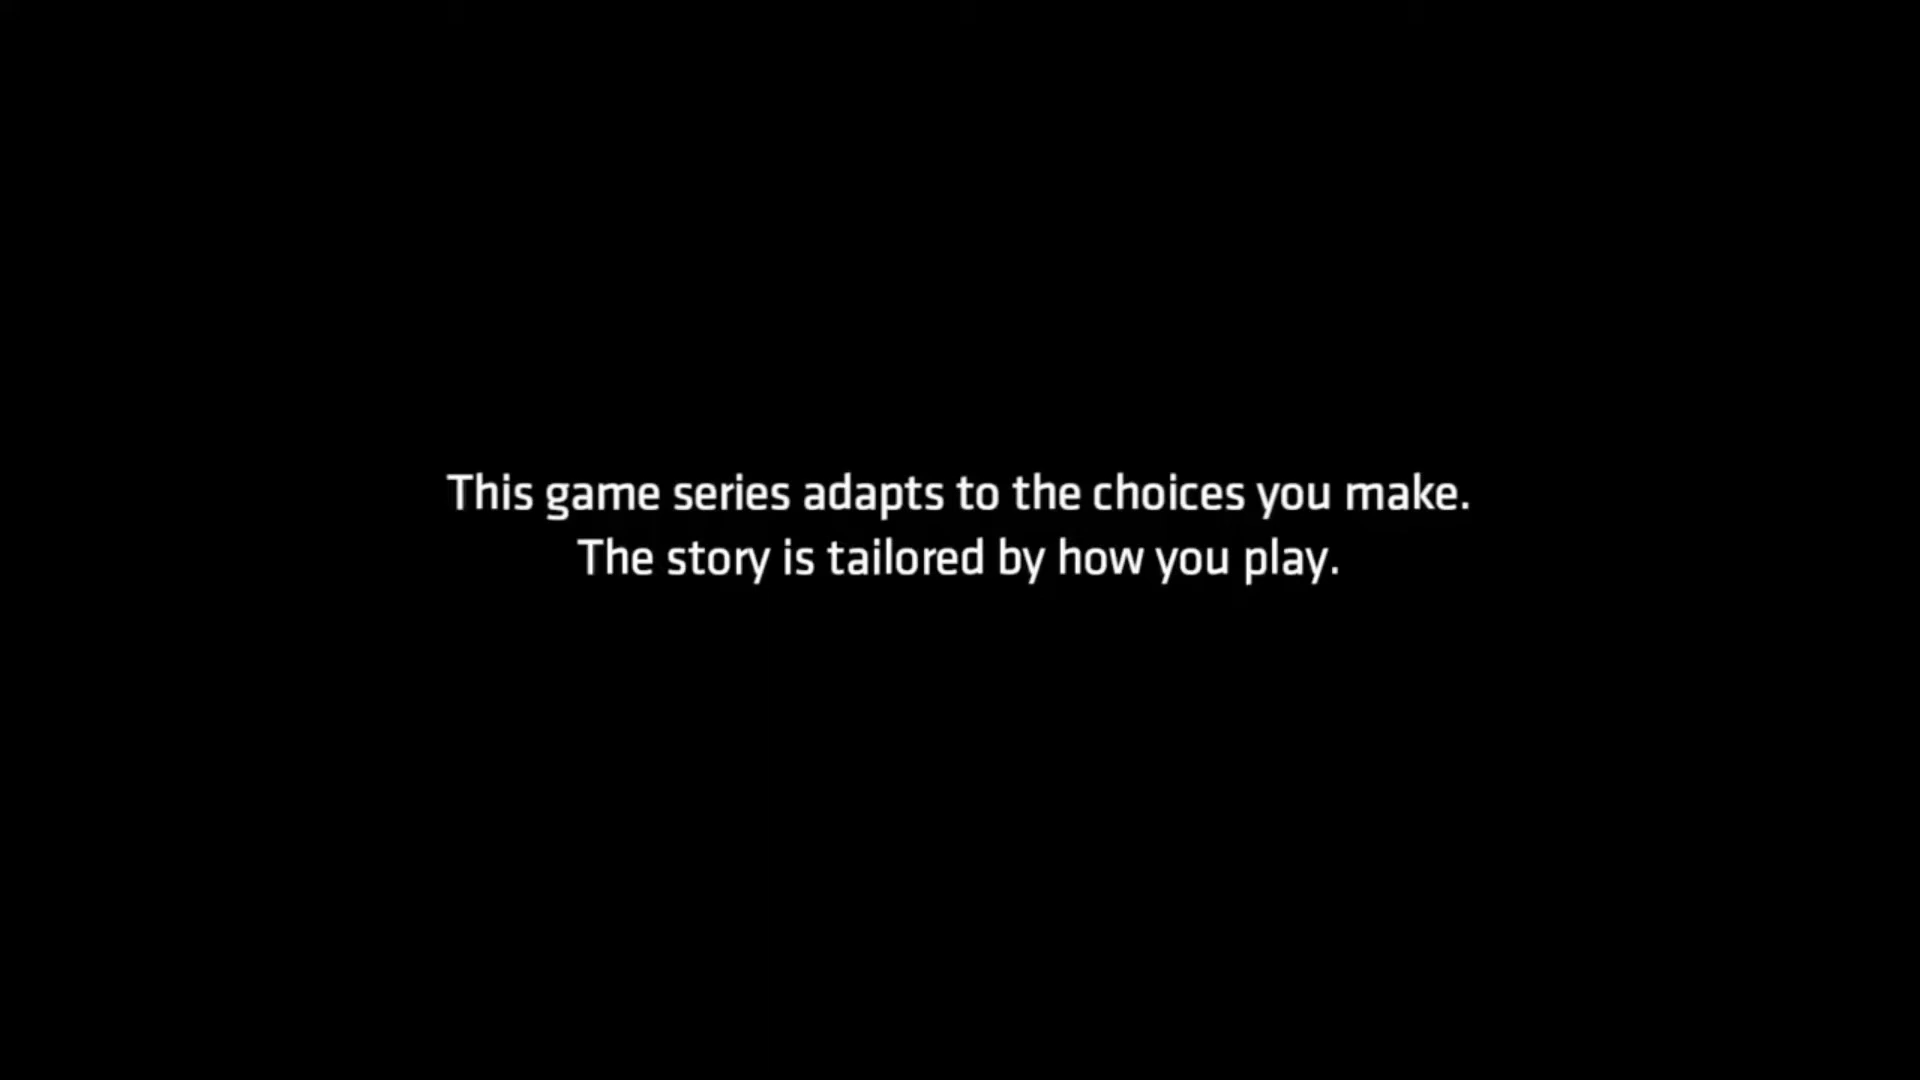 This game series adapts to the choices you make.
The story is tailored by how you play.